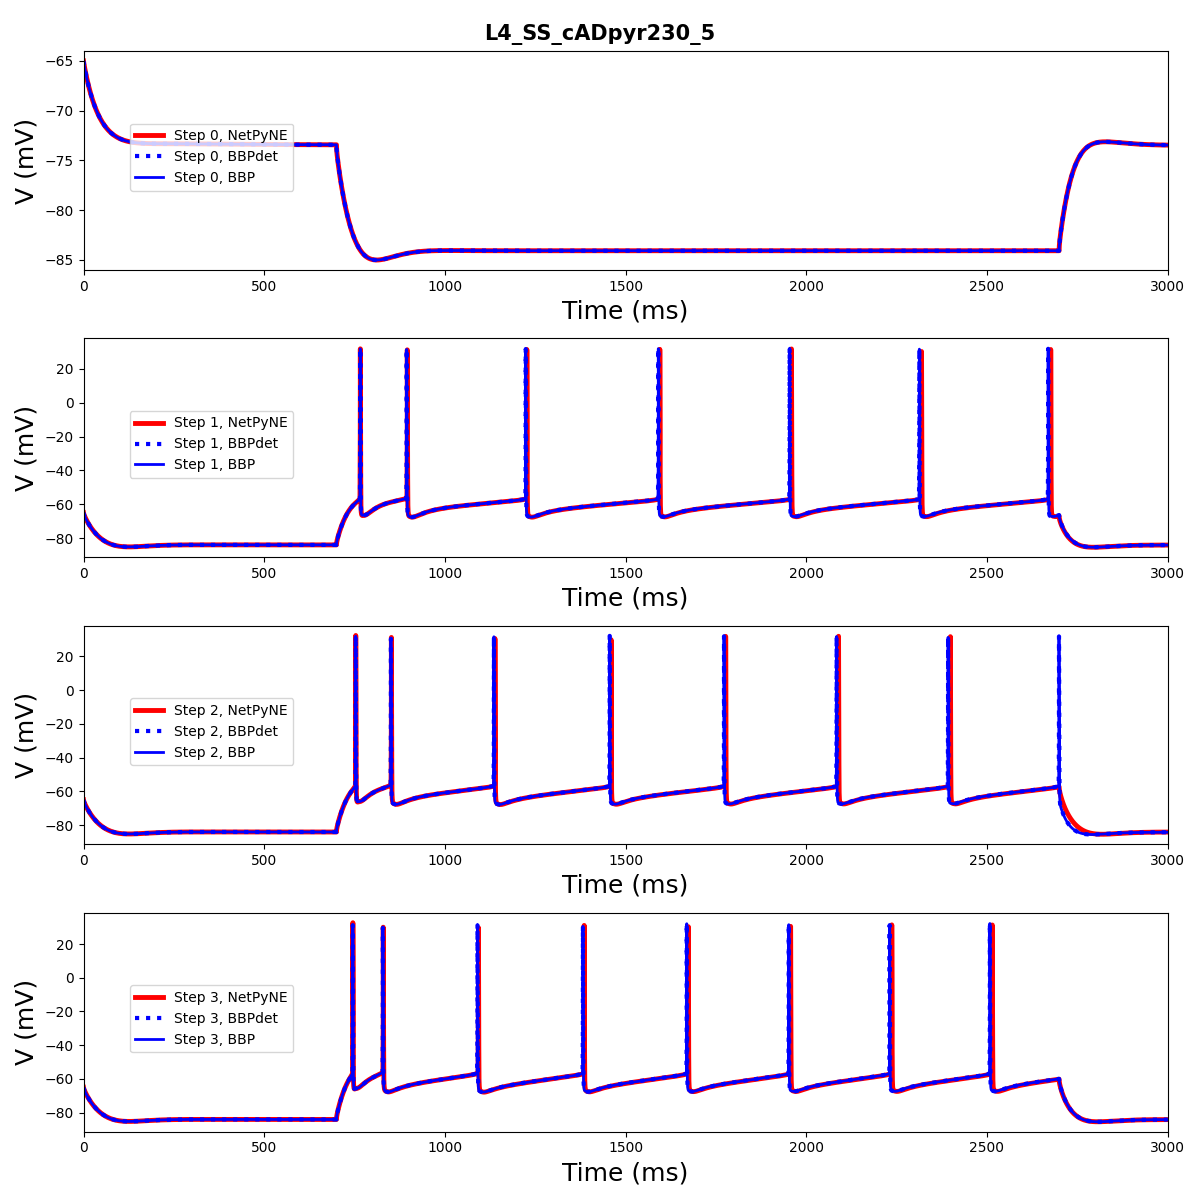 L4_SS_cADpyr230_5
V (mV)
−65
−70
−75
−80
−85
Step 0, NetPyNE
Step 0, BBPdet
Step 0, BBP
0 500 1000 1500 2000 2500 3000
Time (ms)
V (mV)
20
0
−20
−40
−60
−80
Step 1, NetPyNE
Step 1, BBPdet
Step 1, BBP
0 500 1000 1500 2000 2500 3000
Time (ms)
V (mV)
20
0
−20
−40
−60
−80
Step 2, NetPyNE
Step 2, BBPdet
Step 2, BBP
0 500 1000 1500 2000 2500 3000
Time (ms)
V (mV)
20
0
−20
−40
−60
−80
Step 3, NetPyNE
Step 3, BBPdet
Step 3, BBP
0 500 1000 1500 2000 2500 3000
Time (ms)